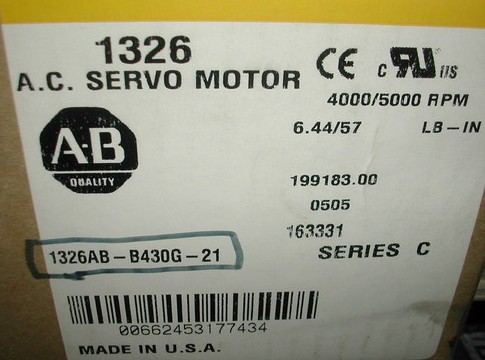 1326
A.C. SERVO MOTOR
CE c RU US
4000/5000 RPM
6.44/57 LB-IN
A-B
QUALITY
199183.00
0505
163331
1326AB-B430G-21
SERIES C
00662453177434
MADE IN U.S.A.